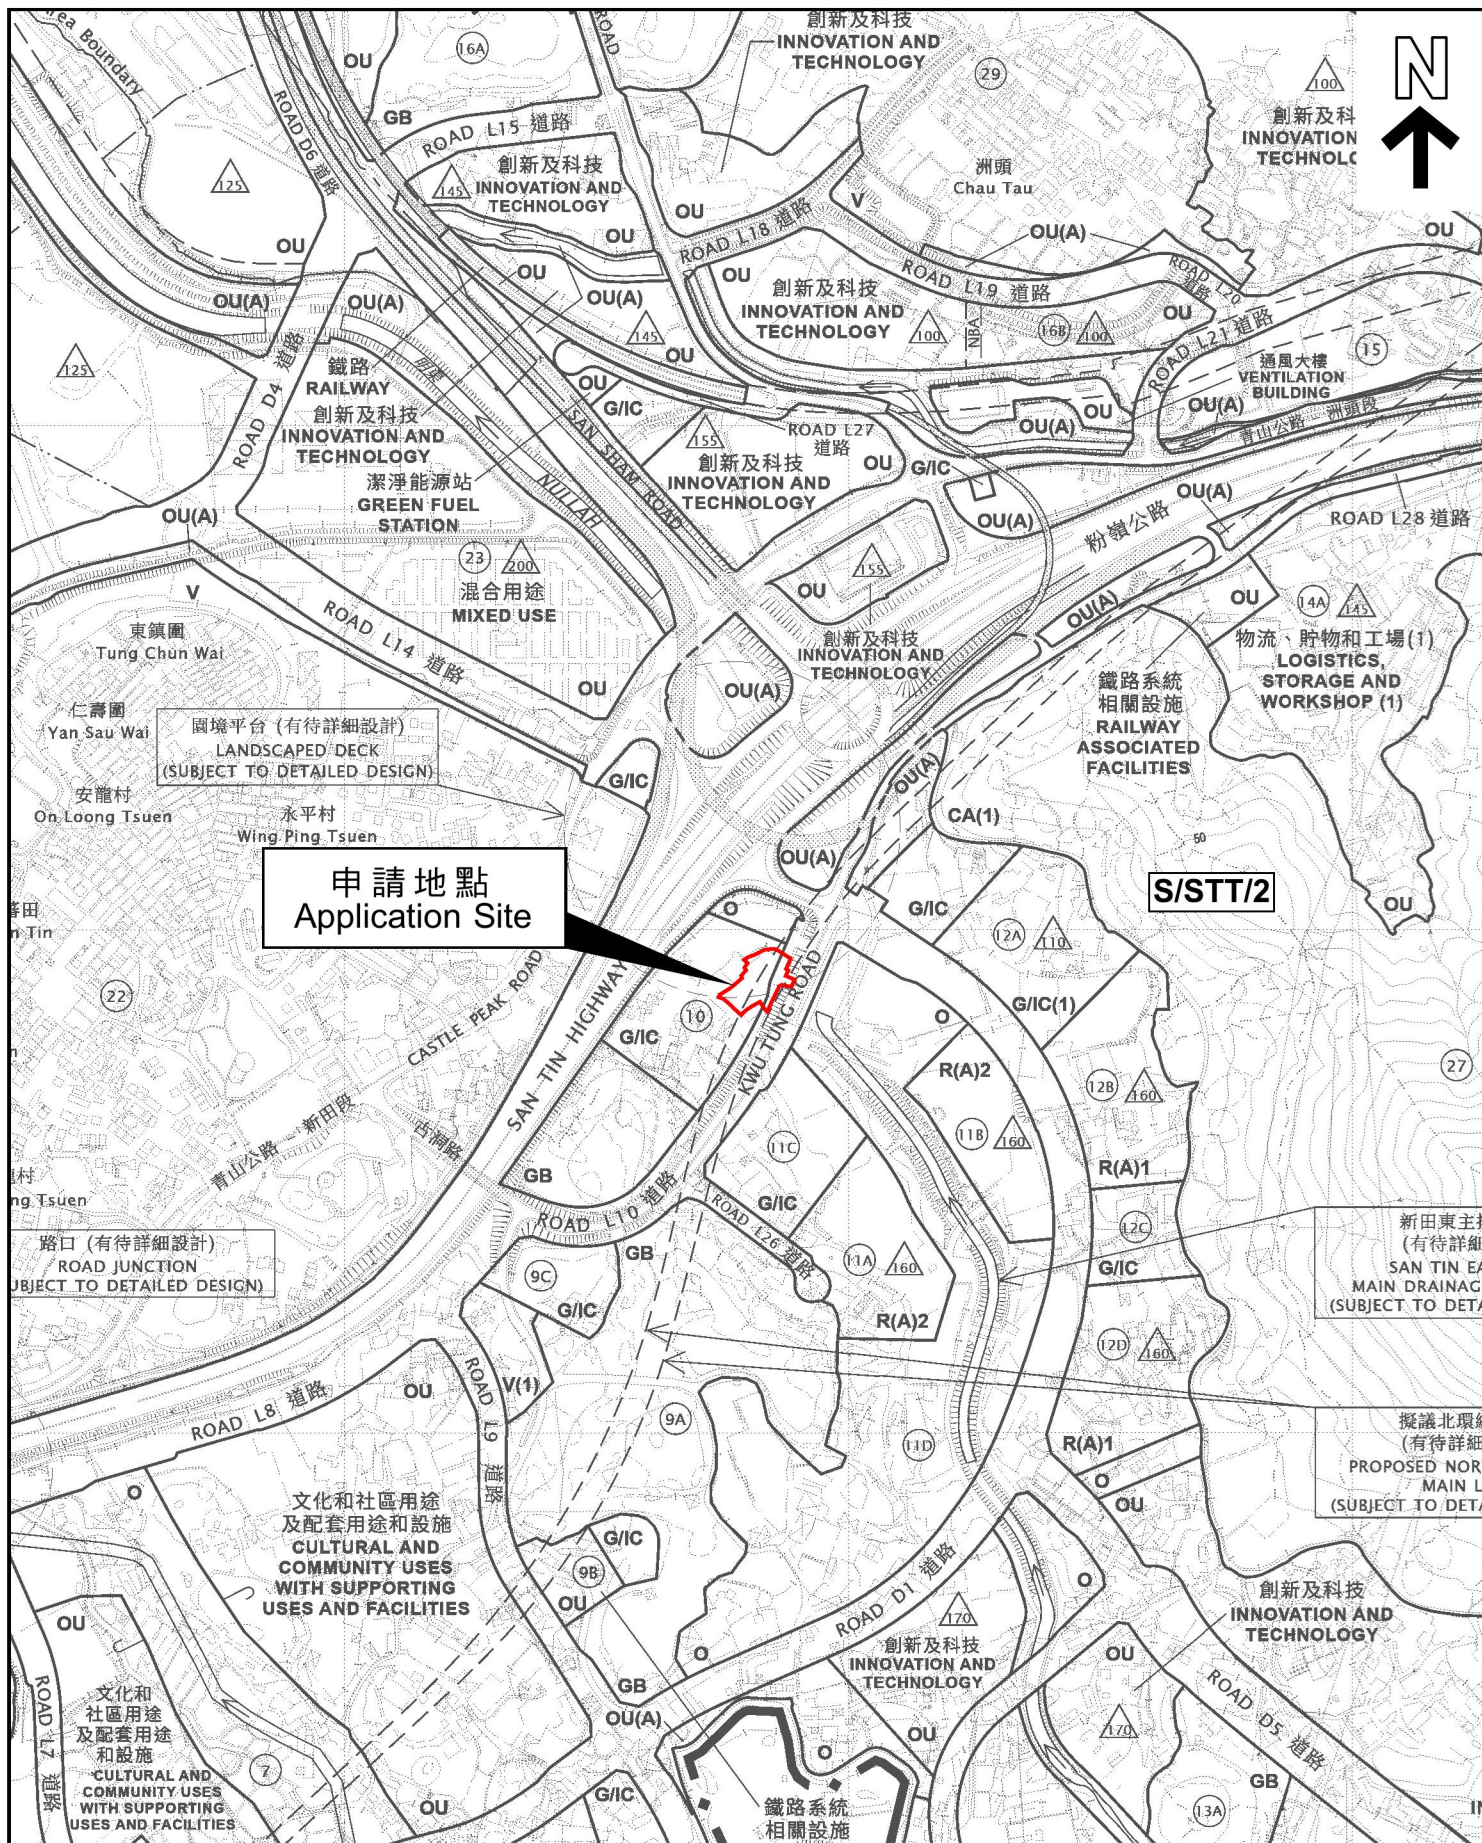 創新及科技
INNOVATION AND
TECHNOLOGY
N
ea Boundary
OU
16A
ROAD
29
100
創新及科
INNOVATION
TECHNOLO
ROAD D6 道路
GB
ROAD L15 道路
創新及科技
INNOVATION AND
TECHNOLOGY
145
125
洲頭
Chau Tau
V
OU
OU
OU
ROAD L18 道路
OU(A)
OU
OU
OU
ROAD L19 道路
ROAD L20
道路
OU(A)
OU(A)
OU(A)
創新及科技
INNOVATION AND
TECHNOLOGY
100
NBA
16B
100
OU
ROAD L21 道路
145
OU
125
ROAD D4 道路
鐵路
RAILWAY
明渠
通風大樓
VENTILATION
BUILDING
15
OU
G/IC
創新及科技
INNOVATION AND
TECHNOLOGY
SAN SHAM ROAD
155
ROAD L27
道路
OU(A)
OU
OU(A)
青山公路
洲頭段
創新及科技
INNOVATION AND
TECHNOLOGY
OU
G/IC
潔淨能源站
GREEN FUEL
STATION
NULLAH
OU(A)
OU(A)
OU(A)
粉嶺公路
ROAD L28 道路
23
200
混合用途
MIXED USE
155
OU
V
東鎮圍
Tung Chun Wai
ROAD L14 道路
創新及科技
INNOVATION AND
TECHNOLOGY
OU(A)
OU
14A
145
物流、貯物和工場(1)
LOGISTICS,
STORAGE AND
WORKSHOP (1)
OU
OU(A)
仁壽圍
Yan Sau Wai
園境平台 (有待詳細設計)
LANDSCAPED DECK
(SUBJECT TO DETAILED DESIGN)
鐵路系統
相關設施
RAILWAY
ASSOCIATED
FACILITIES
G/IC
OU(A)
安龍村
On Loong Tsuen
永平村
Wing Ping Tsuen
CA(1)
50
OU(A)
申請地點
Application Site
S/STT/2
OU
蕃田
n Tin
O
G/IC
12A
110
22
CASTLE PEAK ROAD
SAN TIN HIGHWAY
10
G/IC
KWU TUNG ROAD
G/IC(1)
O
R(A)2
27
12B
160
11B
160
11C
青山公路 - 新田段
古洞路
GB
R(A)1
村
ng Tsuen
G/IC
ROAD L10 道路
ROAD L26 道路
12C
路口 (有待詳細設計)
ROAD JUNCTION
UBJECT TO DETAILED DESIGN)
GB
11A
160
G/IC
新田東主
(有待詳細
SAN TIN EA
MAIN DRAINAG
(SUBJECT TO DETA
9C
G/IC
R(A)2
12D
160
OU
ROAD L8 道路
ROAD L9 道路
V(1)
9A
11D
R(A)1
擬議北環
(有待詳細
PROPOSED NOR
MAIN L
(SUBJECT TO DETA
O
O
OU
文化和社區用途
及配套用途和設施
CULTURAL AND
COMMUNITY USES
WITH SUPPORTING
USES AND FACILITIES
G/IC
9B
OU
ROAD D1 道路
O
創新及科技
INNOVATION AND
TECHNOLOGY
170
創新及科技
INNOVATION AND
TECHNOLOGY
OU
O
OU
ROAD L7 道路
文化和
社區用途
及配套用途
和設施
CULTURAL AND
COMMUNITY USES
WITH SUPPORTING
USES AND FACILITIES
GB
OU(A)
OU
ROAD D5 道路
170
O
7
GB
G/IC
OU
鐵路系統
相關設施
13A
IN